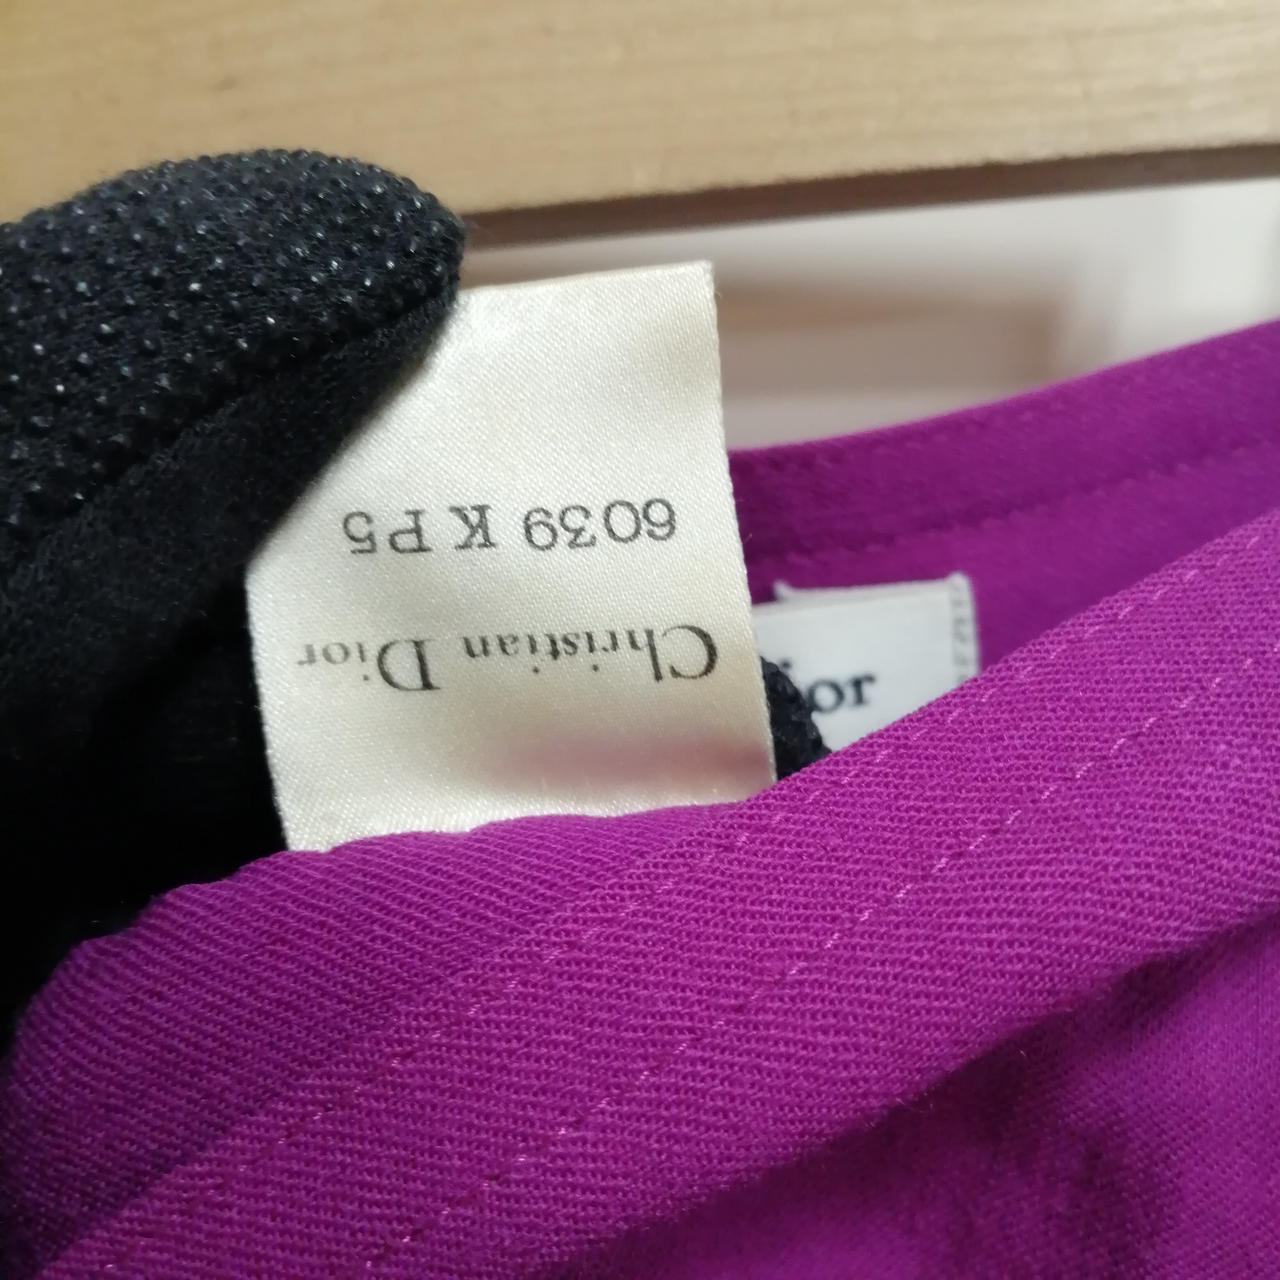 Christian Dior
6039 K P5